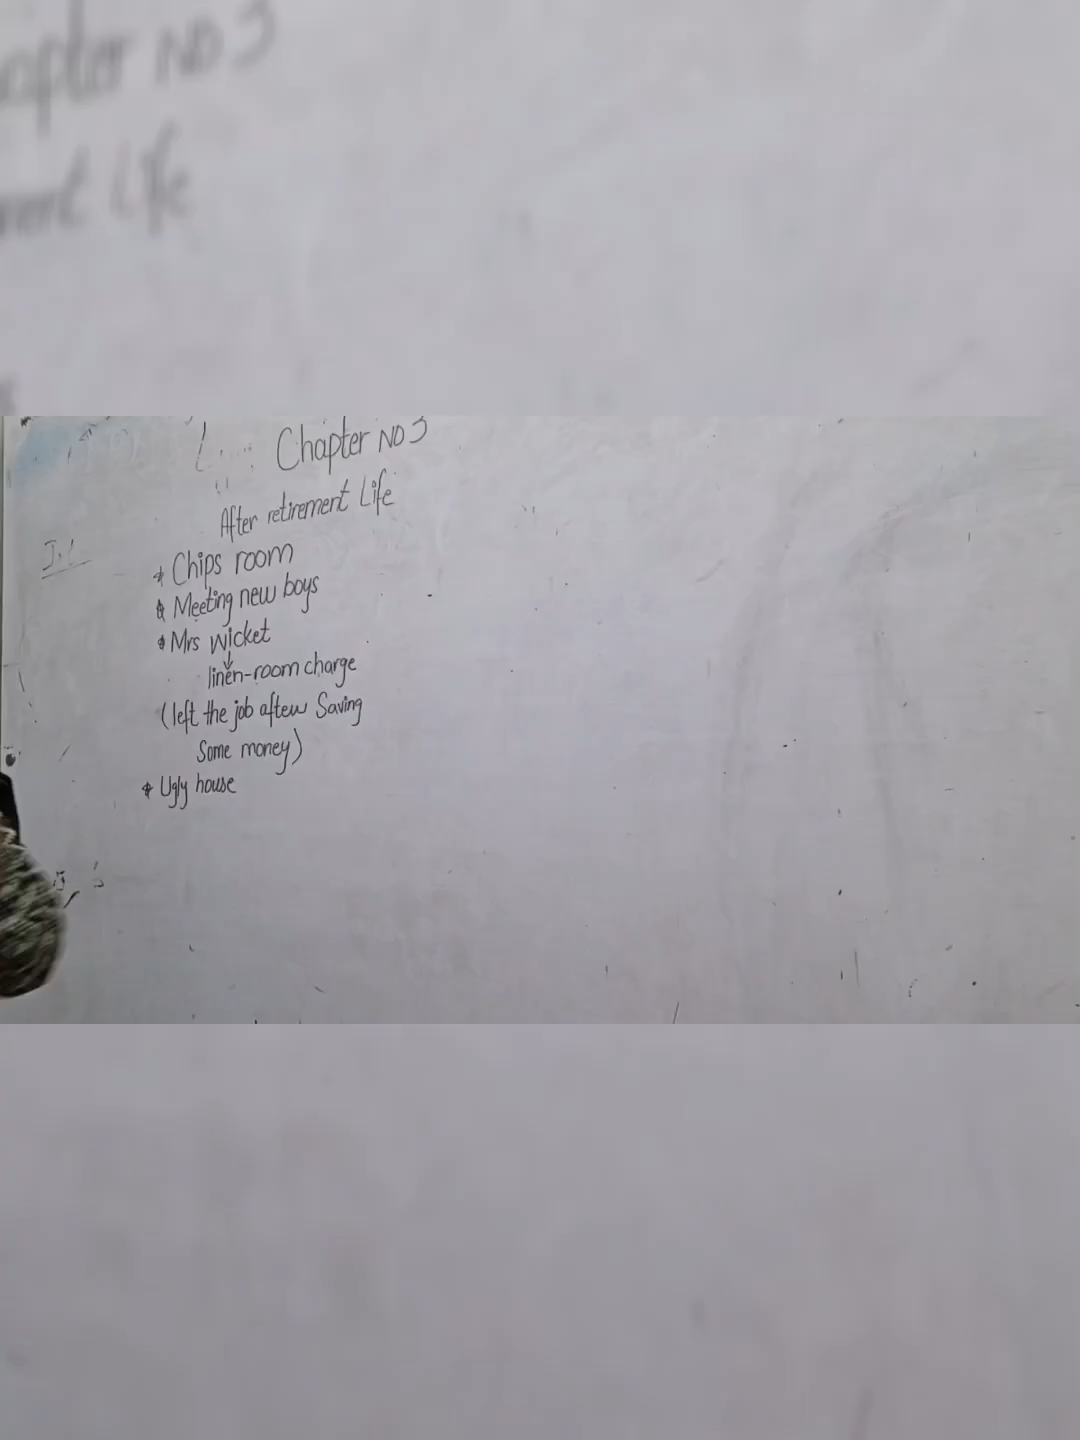 Chapter NO 3
After retirement Life
* Chips room
* Meeting new boys
* Mrs Wicket
↓
linen-room charge
(left the job after Saving
Some money)
* Ugly house